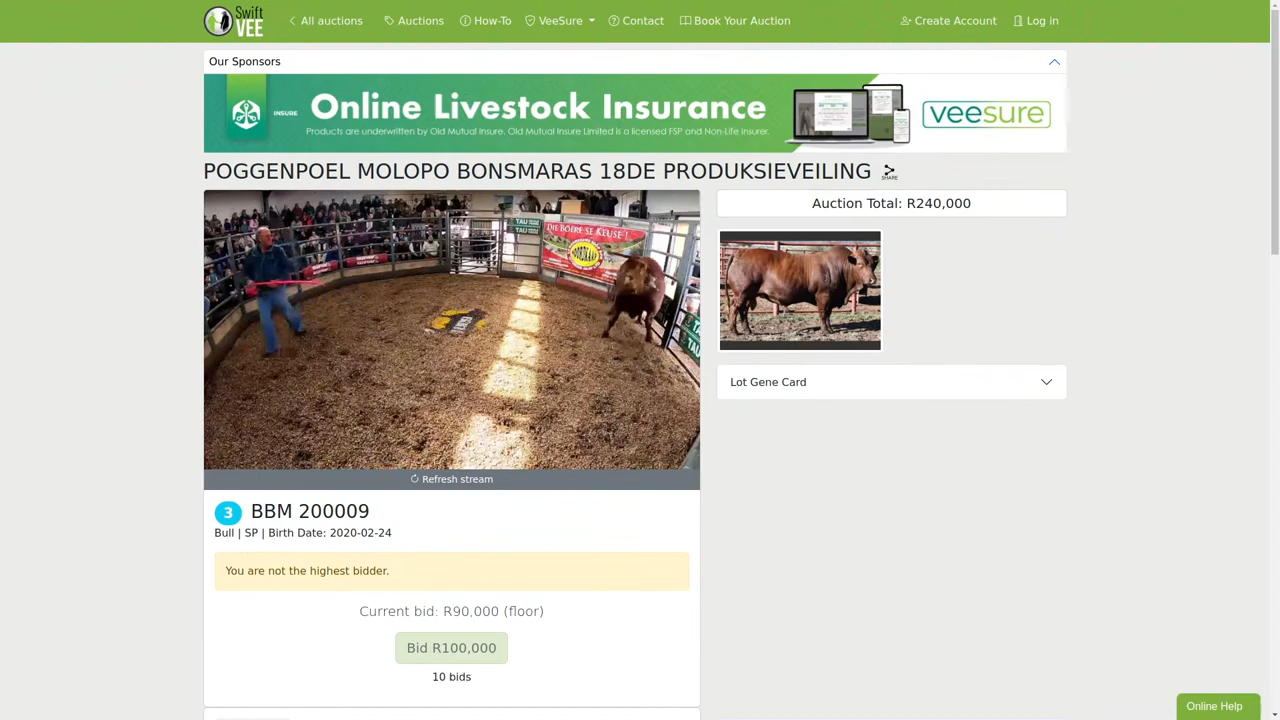 Swift
VEE
All auctions
Auctions
How-To
VeeSure
Contact
Book Your Auction
Create Account
Log in
Our Sponsors
INSURE
Online Livestock Insurance
Products are underwritten by Old Mutual Insure. Old Mutual Insure Limited is a licensed FSP and Non-Life insurer.
veesure
POGGENPOEL MOLOPO BONSMARAS 18DE PRODUKSIEVEILING
SHARE
Auction Total: R240,000
DIE BOERE SE KEUSE !
TAU
Lot Gene Card
Refresh stream
3 BBM 200009
Bull | SP | Birth Date: 2020-02-24
You are not the highest bidder.
Current bid: R90,000 (floor)
Bid R100,000
10 bids
Online Help